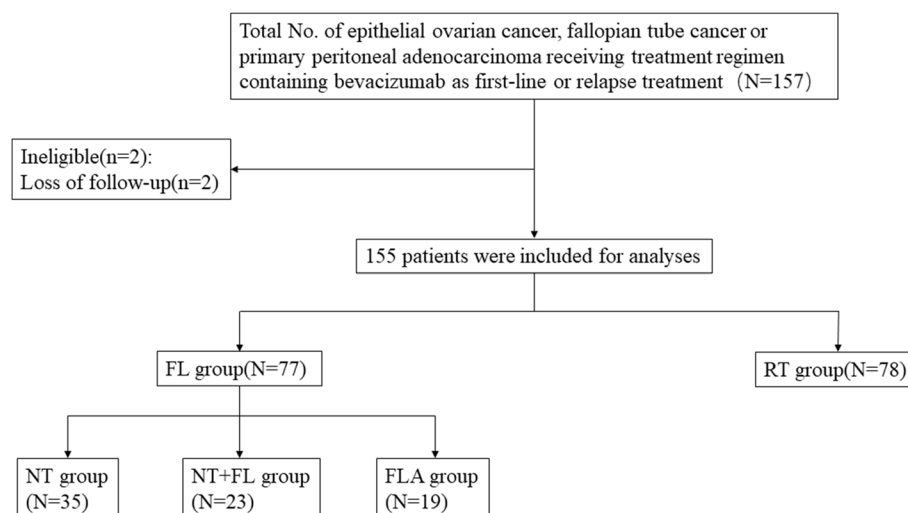 Total No. of epithelial ovarian cancer, fallopian tube cancer or
primary peritoneal adenocarcinoma receiving treatment regimen
containing bevacizumab as first-line or relapse treatment（N=157）
Ineligible(n=2):
Loss of follow-up(n=2)
155 patients were included for analyses
FL group(N=77)
RT group(N=78)
NT group
(N=35)
NT+FL group
(N=23)
FLA group
(N=19)